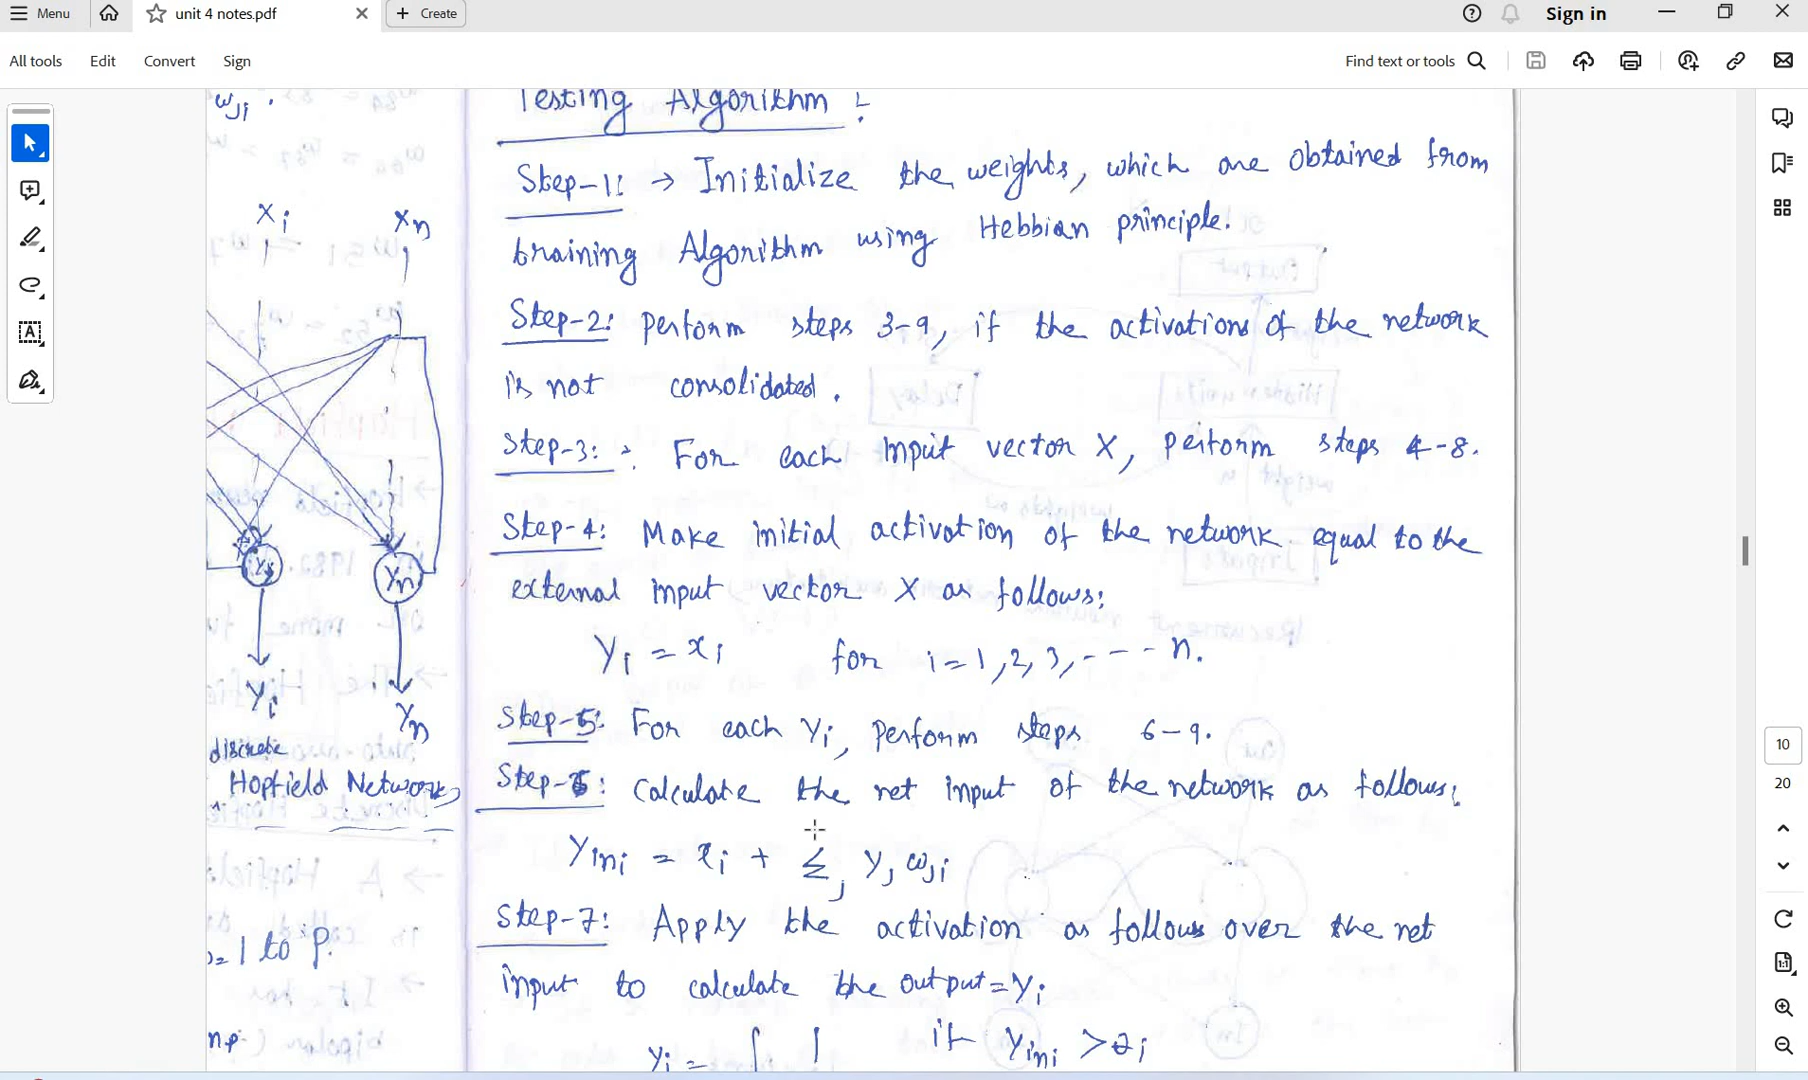 Menu
unit 4 notes.pdf
Create
Sign in
All tools
Edit
Convert
Sign
Find text or tools
wji .
Xi
Xn
Yi
Yn
Yi
Yn
discrete
Hopfield Network
= 1 to P.
np
Testing Algorithm :
Step-1: → Initialize the weights, which are obtained from
training Algorithm using Hebbian principle.
Step-2: perform steps 3-9, if the activations of the network
is not consolidated.
Step-3: For each input vector X, perform steps 4-8.
Step-4: Make initial activation of the network equal to the
external input vector X as follows:
Yi = xi for i=1,2,3,---- n.
Step-5: For each Yi, perform steps 6-9.
Step-6: Calculate the net input of the network as follows:
Yini = xi + Σj Yj wji
Step-7: Apply the activation as follows over the net
input to calculate the output = Yi
Yi = { 1 if Yini > θi
10
20